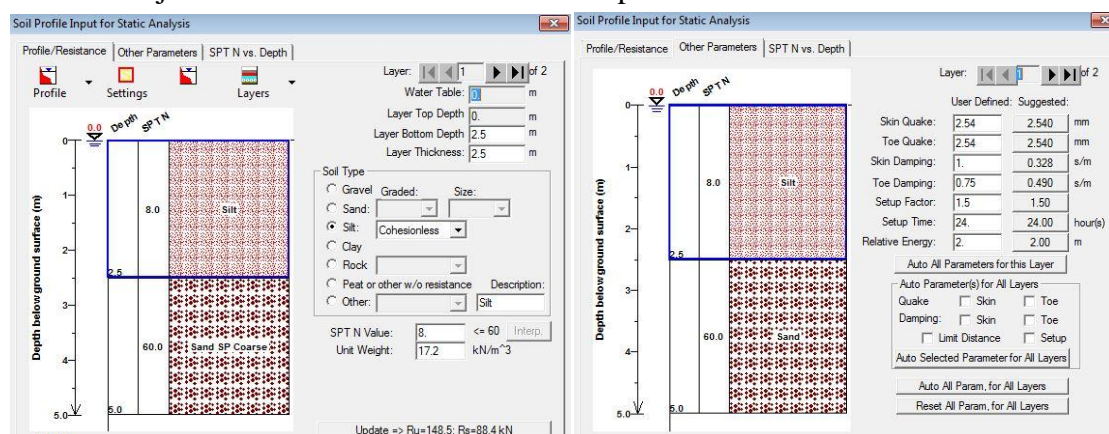 Soil Profile Input for Static Analysis
Profile/Resistance Other Parameters SPT N vs. Depth
Profile Settings Layers
Layer: 1 of 2
Water Table: 0. m
Layer Top Depth 0. m
Layer Bottom Depth 2.5 m
Layer Thickness: 2.5 m
Soil Type
Gravel Graded: Size:
Sand:
Silt: Cohesionless
Clay
Rock
Peat or other w/o resistance Description:
Other: Silt
SPT N Value: 8. <= 60 Interp.
Unit Weight: 17.2 kN/m^3
Update => Ru=148.5; Rs=88.4 kN
0.0 Depth SPT N
Depth below ground surface (m)
0
1
8.0 Silt
2
2.5
3
60.0 Sand SP Coarse
4
5.0 5.0
Soil Profile Input for Static Analysis
Profile/Resistance Other Parameters SPT N vs. Depth
Layer: 1 of 2
User Defined: Suggested:
Skin Quake: 2.54 2.540 mm
Toe Quake: 2.54 2.540 mm
Skin Damping: 1. 0.328 s/m
Toe Damping: 0.75 0.490 s/m
Setup Factor: 1.5 1.50
Setup Time: 24. 24.00 hour(s)
Relative Energy: 2. 2.00 m
Auto All Parameters for this Layer
Auto Parameter(s) for All Layers
Quake Skin Toe
Damping: Skin Toe
Limit Distance Setup
Auto Selected Parameter for All Layers
Auto All Param, for All Layers
Reset All Param, for All Layers
0.0 Depth SPT N
Depth below ground surface (m)
0
1
8.0 Silt
2
2.5
3
60.0 Sand
4
5.0 5.0